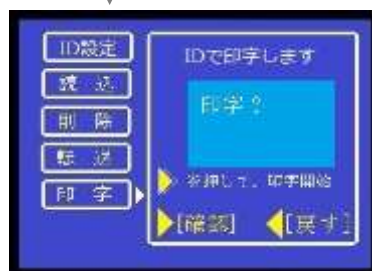 ID設定
読 込
削 除
転 送
印 字
IDで印字します
印字?
を押して、印字開始
[確認]
[戻す]